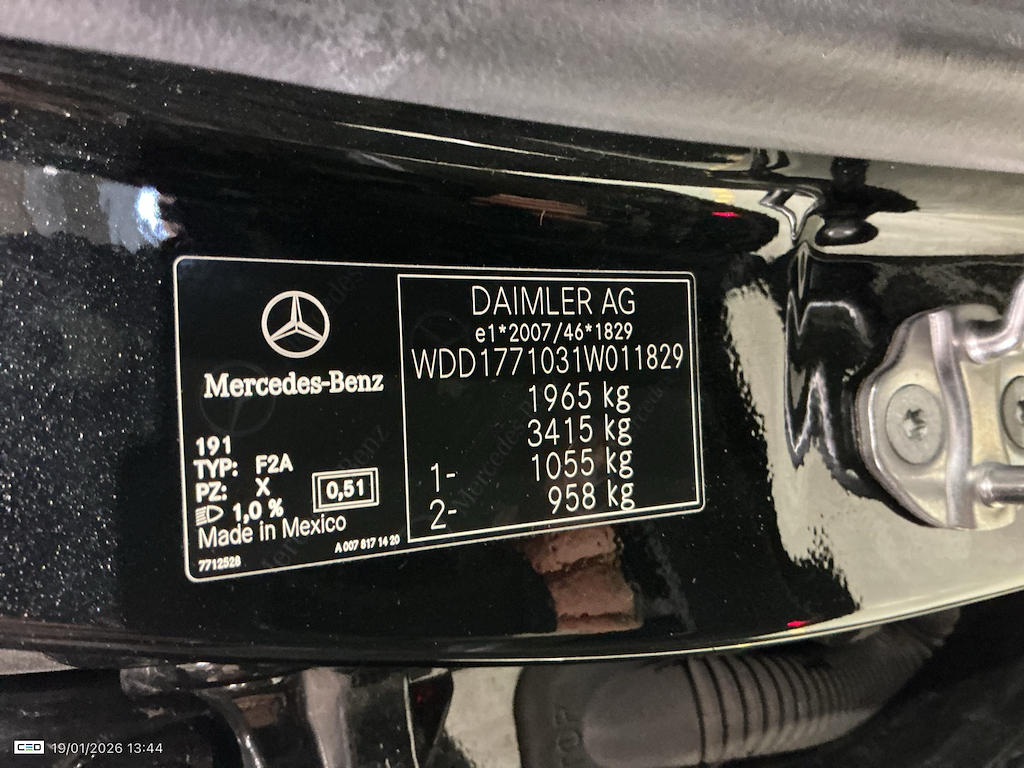 Mercedes-Benz
191
TYP: F2A
PZ: X
0,51
1,0 %
Made in Mexico
A 007 817 14 20
7712528
DAIMLER AG
e1*2007/46*1829
WDD1771031W011829
1965 kg
3415 kg
1- 1055 kg
2- 958 kg
CEO 19/01/2026 13:44